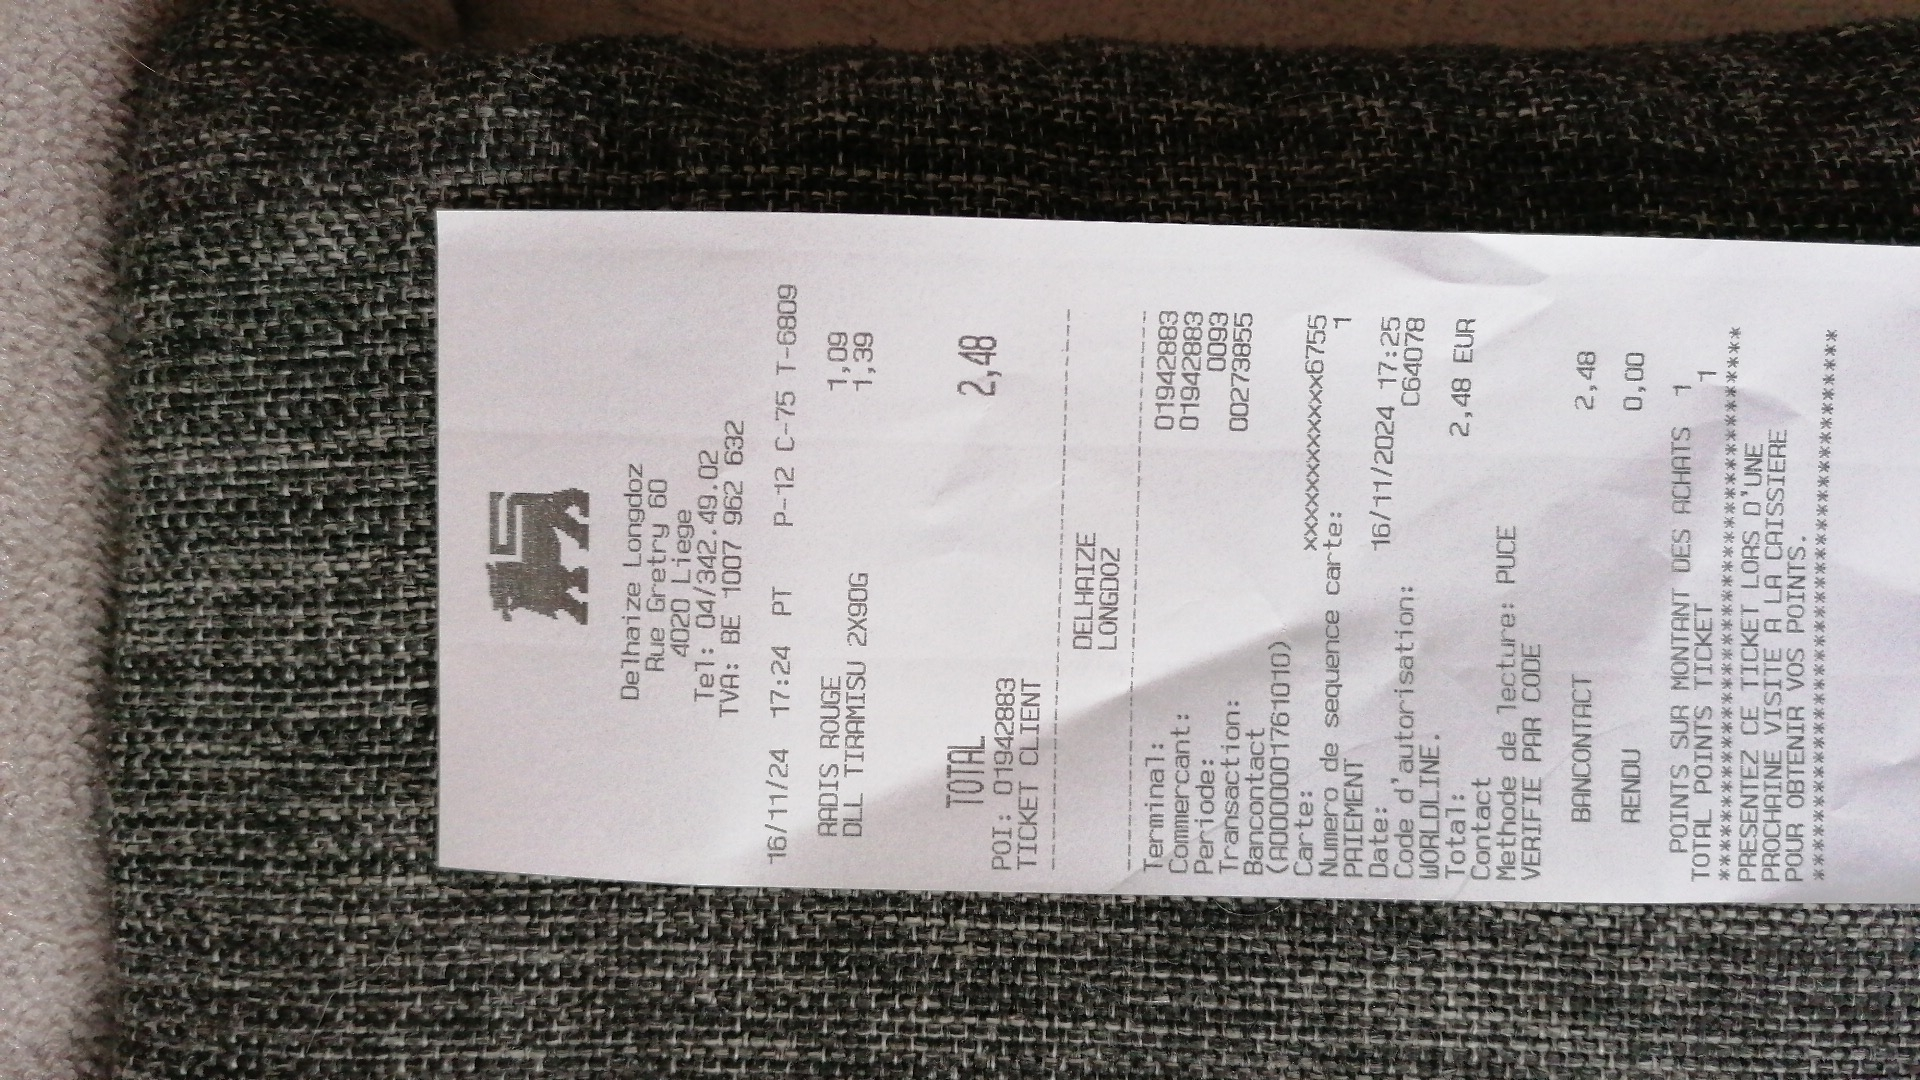 Delhaize Longdoz
Rue Gretry 60
4020 Liege
Tel: 04/342.49.02
TVA: BE 1007 962 632
16/11/24 17:24 PT P-12 C-75 T-6809
RADIS ROUGE 1,09
DLL TIRAMISU 2X90G 1,39
TOTAL 2,48
POI: 01942883
TICKET CLIENT
--------------------------------
DELHAIZE
LONGDOZ
--------------------------------
Terminal: 01942883
Commercant: 01942883
Periode: 0093
Transaction: 00273855
Bancontact
(A0000001761010)
Carte: xxxxxxxxxxxxx6755
Numero de sequence carte: 1
PAIEMENT
Date: 16/11/2024 17:25
Code d'autorisation: C64078
WORLDLINE.
Total: 2,48 EUR
Contact
Methode de lecture: PUCE
VERIFIE PAR CODE
BANCONTACT 2,48
RENDU 0,00
POINTS SUR MONTANT DES ACHATS 1
TOTAL POINTS TICKET 1
****************************************
PRESENTEZ CE TICKET LORS D'UNE
PROCHAINE VISITE A LA CAISSIERE
POUR OBTENIR VOS POINTS.
****************************************